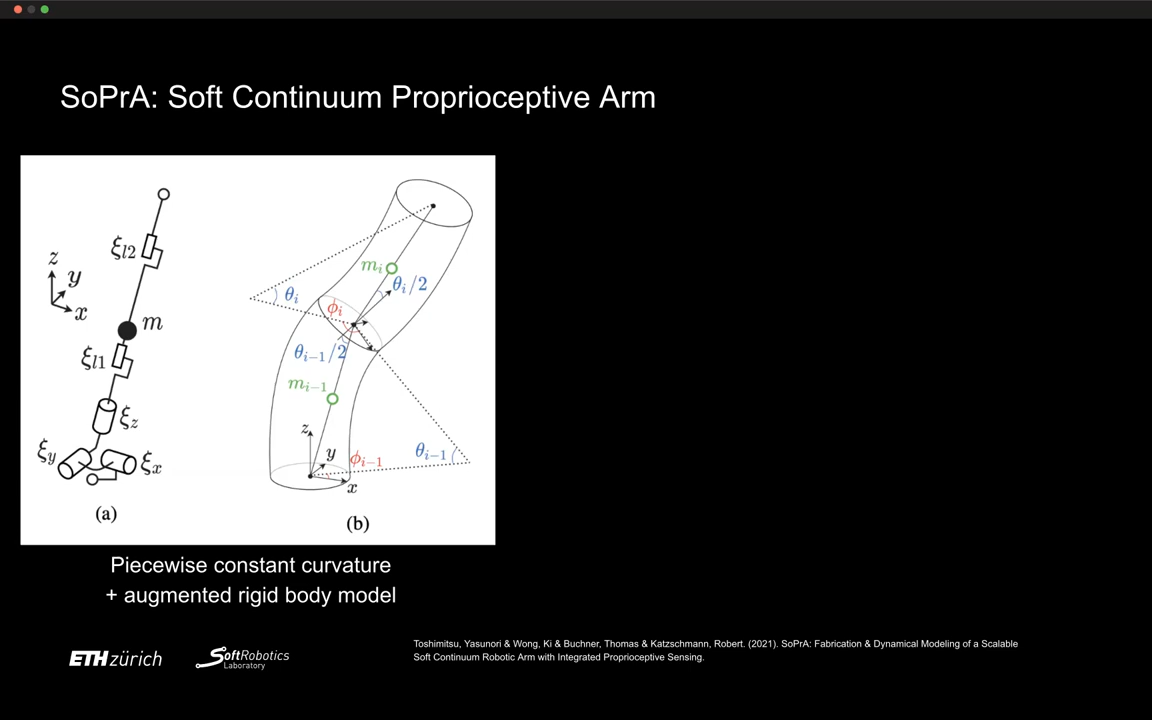 SoPrA: Soft Continuum Proprioceptive Arm
ξl2
z
y
x
m
ξl1
ξz
ξy
ξx
(a)
mi
θi/2
θi
ϕi
θi−1/2
mi−1
z
y
ϕi−1
θi−1
x
(b)
Piecewise constant curvature
+ augmented rigid body model
ETH zürich
SoftRobotics
Laboratory
Toshimitsu, Yasunori & Wong, Ki & Buchner, Thomas & Katzschmann, Robert. (2021). SoPrA: Fabrication & Dynamical Modeling of a Scalable
Soft Continuum Robotic Arm with Integrated Proprioceptive Sensing.